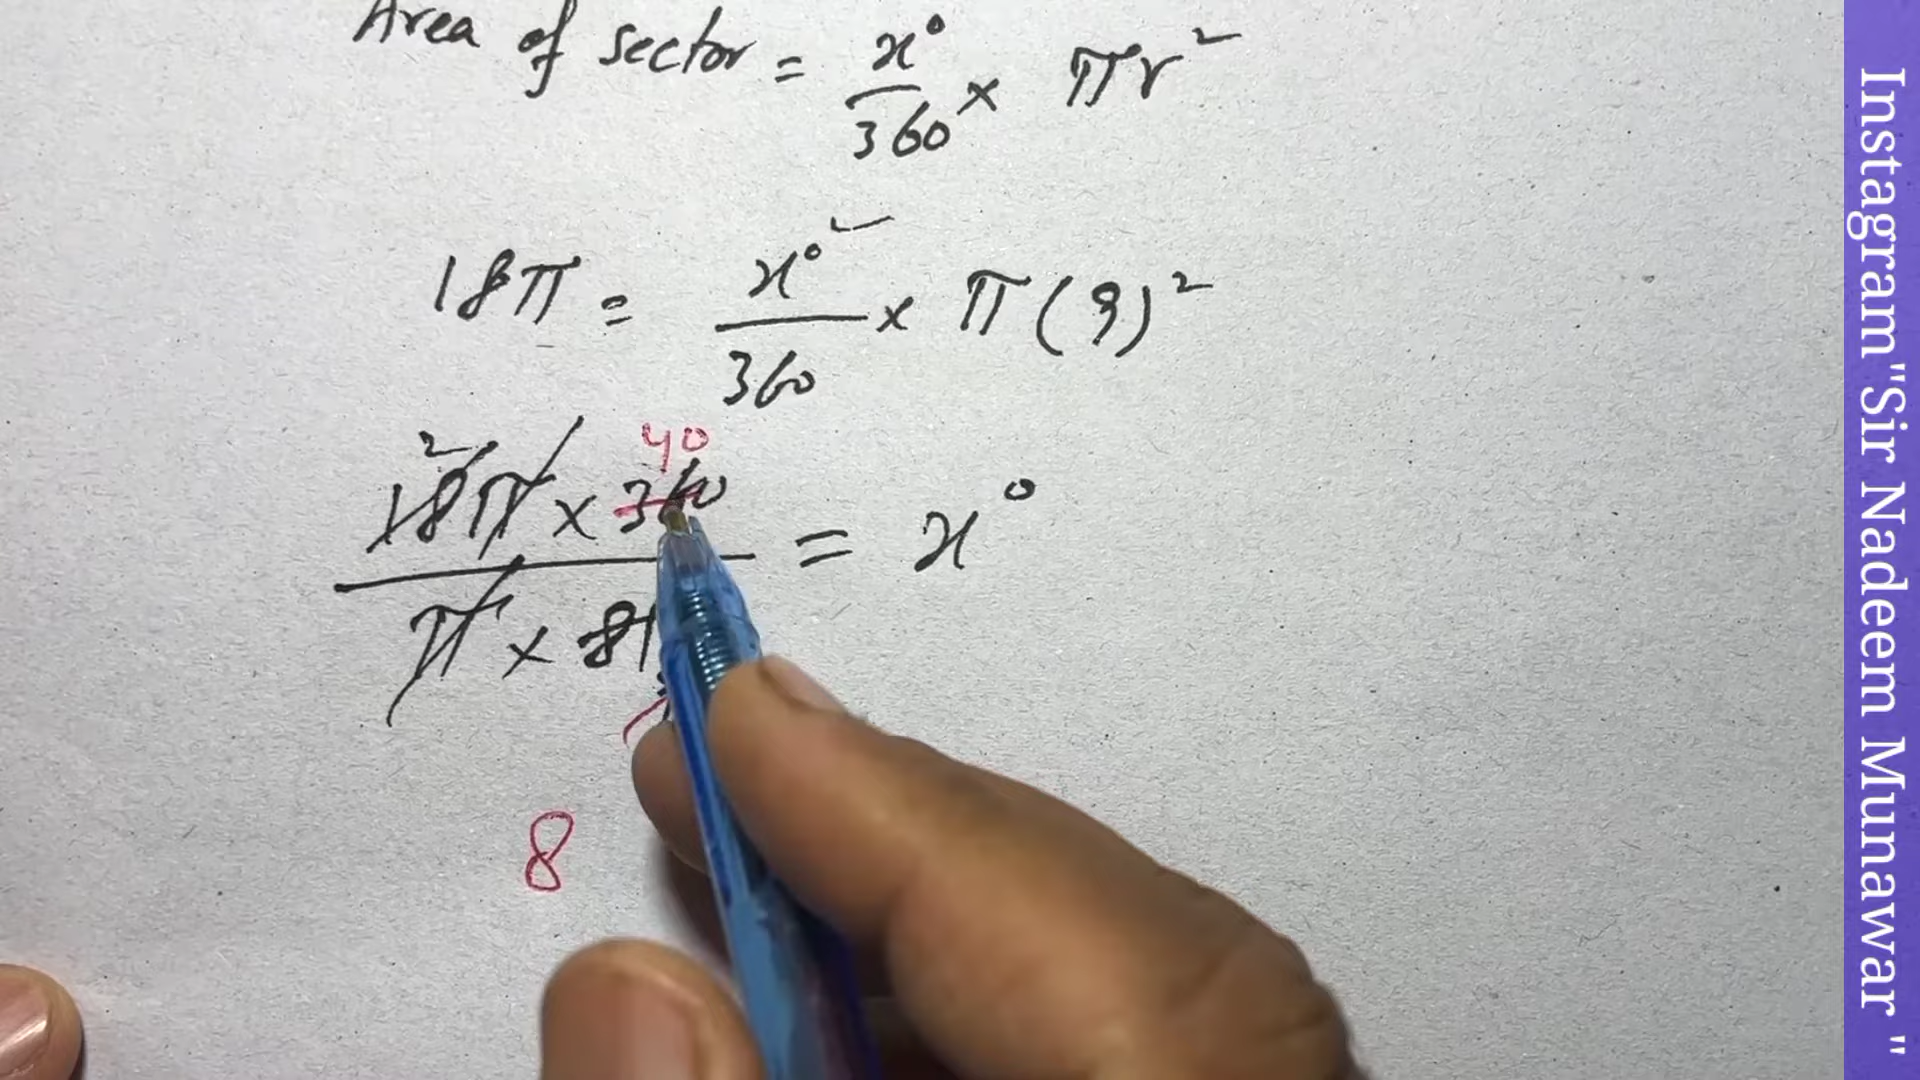 Area of sector = x° / 360 × πr²
18π = x° / 360 × π(9)²
2 40
18π × 360 / π × 81 = x°
8
Instagram"Sir Nadeem Munawar"